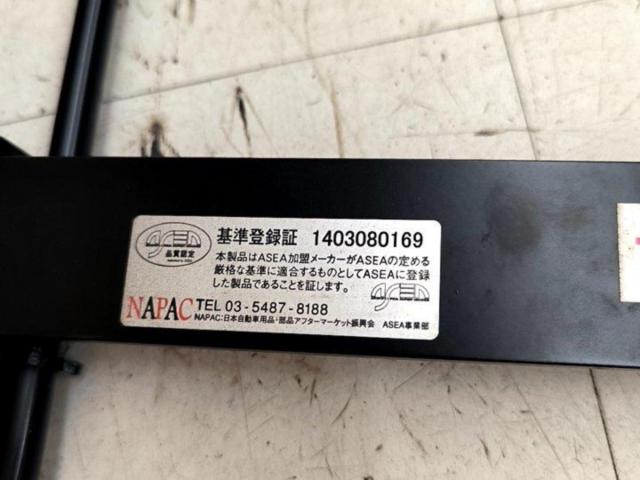 ASEA
品質認定
基準登録証 1403080169
本製品はASEA加盟メーカーがASEAの定める
厳格な基準に適合するものとしてASEAに登録
した製品であることを証します。
ASEA
NAPAC TEL 03-5487-8188
NAPAC:日本自動車用品・部品アフターマーケット振興会 ASEA事業部